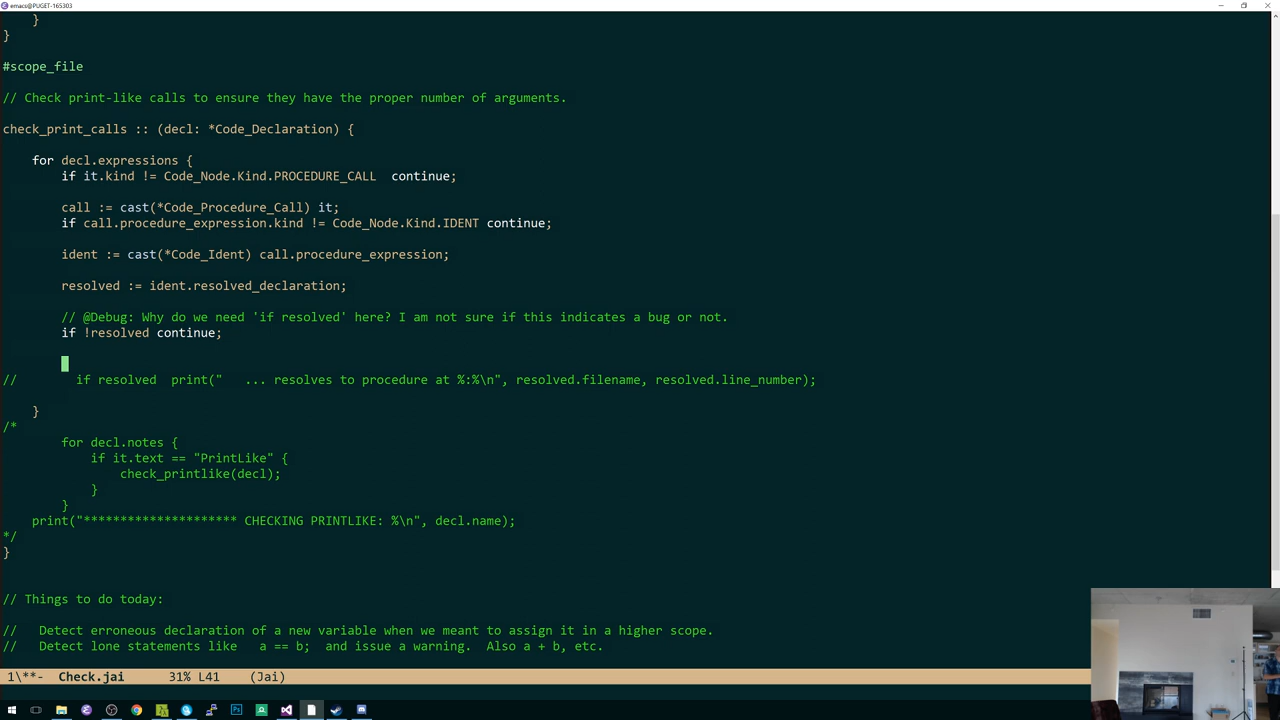 emacs@PUGET-165303
}
}
#scope_file
// Check print-like calls to ensure they have the proper number of arguments.
check_print_calls :: (decl: *Code_Declaration) {
for decl.expressions {
if it.kind != Code_Node.Kind.PROCEDURE_CALL  continue;
call := cast(*Code_Procedure_Call) it;
if call.procedure_expression.kind != Code_Node.Kind.IDENT continue;
ident := cast(*Code_Ident) call.procedure_expression;
resolved := ident.resolved_declaration;
// @Debug: Why do we need 'if resolved' here? I am not sure if this indicates a bug or not.
if !resolved continue;
//        if resolved  print("   ... resolves to procedure at %:%\n", resolved.filename, resolved.line_number);
}
/*
for decl.notes {
if it.text == "PrintLike" {
check_printlike(decl);
}
}
print("********************* CHECKING PRINTLIKE: %\n", decl.name);
*/
}
// Things to do today:
//   Detect erroneous declaration of a new variable when we meant to assign it in a higher scope.
//   Detect lone statements like   a == b;  and issue a warning.  Also a + b, etc.
1\**-  Check.jai      31% L41    (Jai)